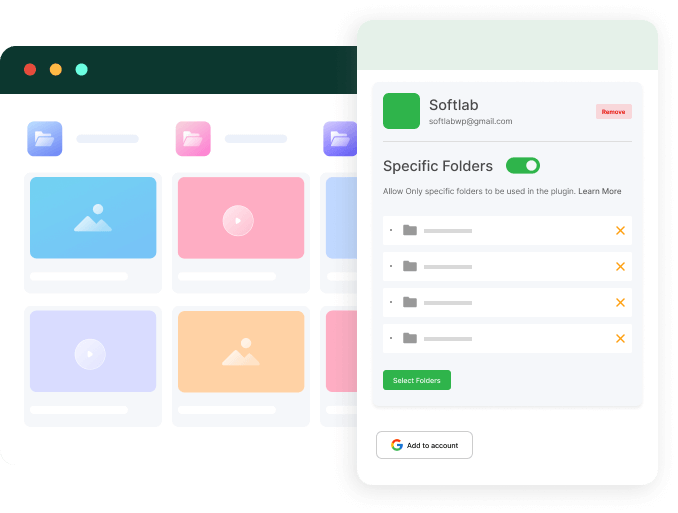 Softlab
softlabwp@gmail.com
Remove
Specific Folders
Allow Only specific folders to be used in the plugin. Learn More
Select Folders
Add to account